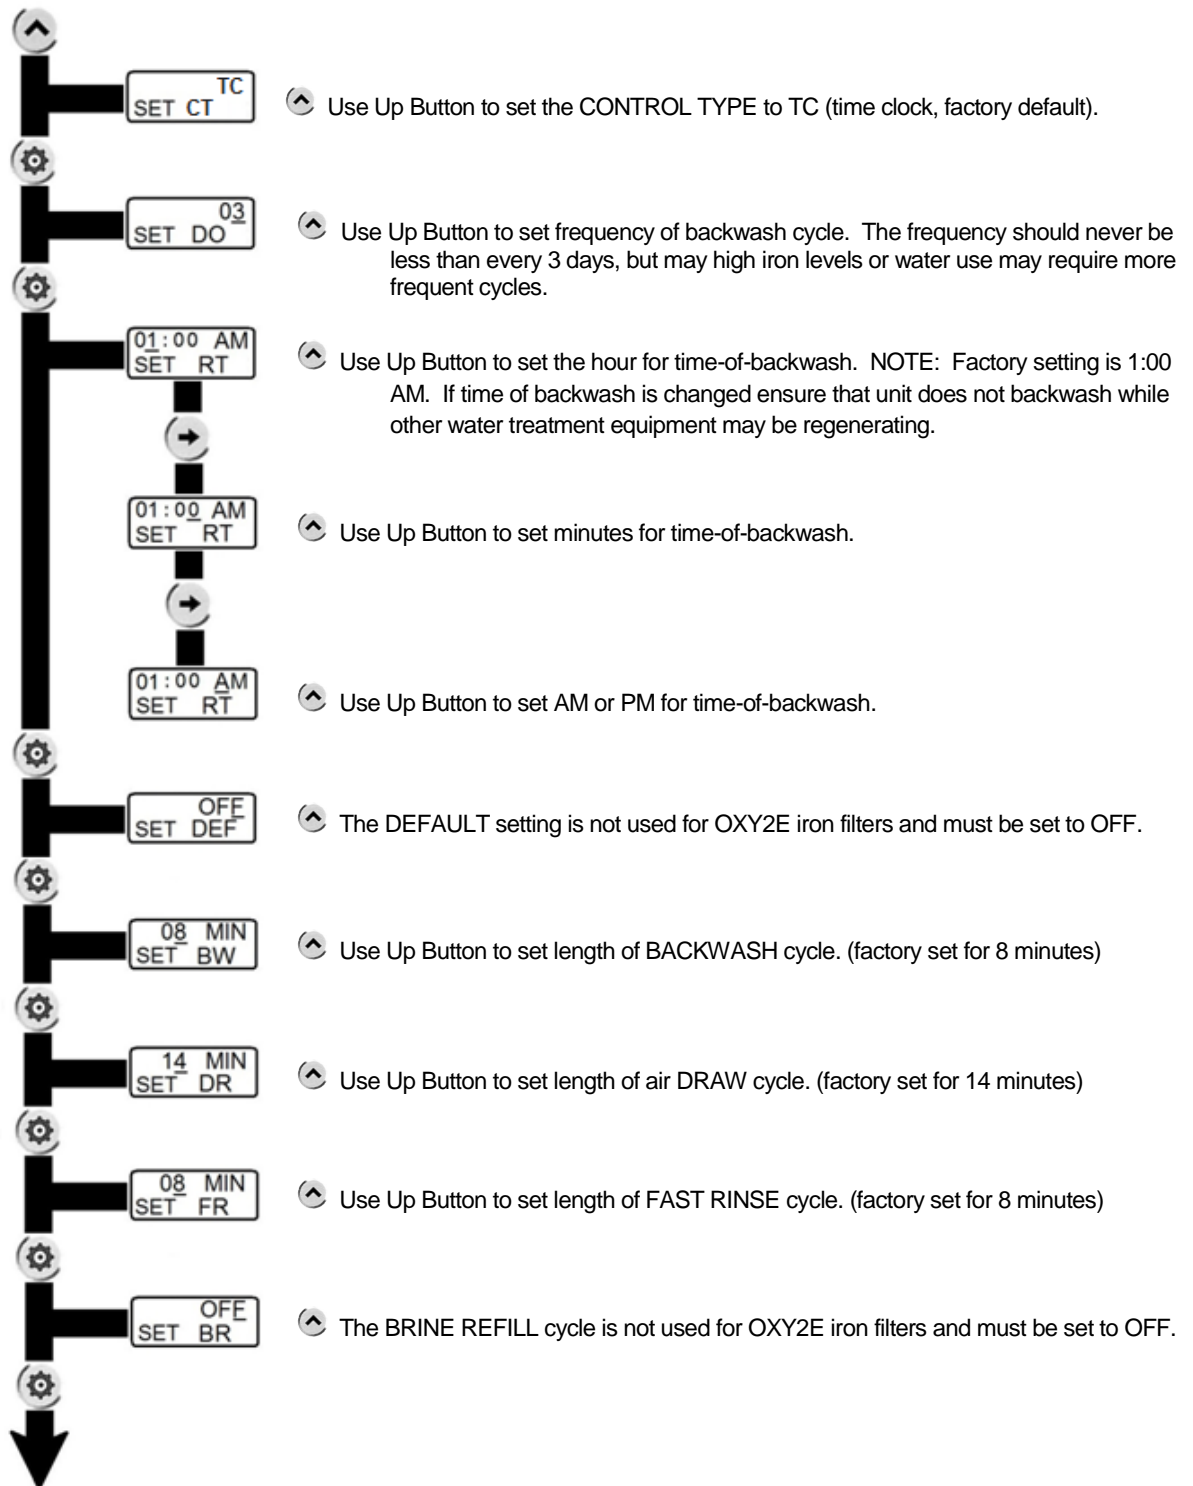 TC
SET CT
Use Up Button to set the CONTROL TYPE to TC (time clock, factory default).
03
SET DO
Use Up Button to set frequency of backwash cycle. The frequency should never be
less than every 3 days, but may high iron levels or water use may require more
frequent cycles.
01:00 AM
SET RT
Use Up Button to set the hour for time-of-backwash. NOTE: Factory setting is 1:00
AM. If time of backwash is changed ensure that unit does not backwash while
other water treatment equipment may be regenerating.
01:00 AM
SET RT
Use Up Button to set minutes for time-of-backwash.
01:00 AM
SET RT
Use Up Button to set AM or PM for time-of-backwash.
OFF
SET DEF
The DEFAULT setting is not used for OXY2E iron filters and must be set to OFF.
08 MIN
SET BW
Use Up Button to set length of BACKWASH cycle. (factory set for 8 minutes)
14 MIN
SET DR
Use Up Button to set length of air DRAW cycle. (factory set for 14 minutes)
08 MIN
SET FR
Use Up Button to set length of FAST RINSE cycle. (factory set for 8 minutes)
OFF
SET BR
The BRINE REFILL cycle is not used for OXY2E iron filters and must be set to OFF.